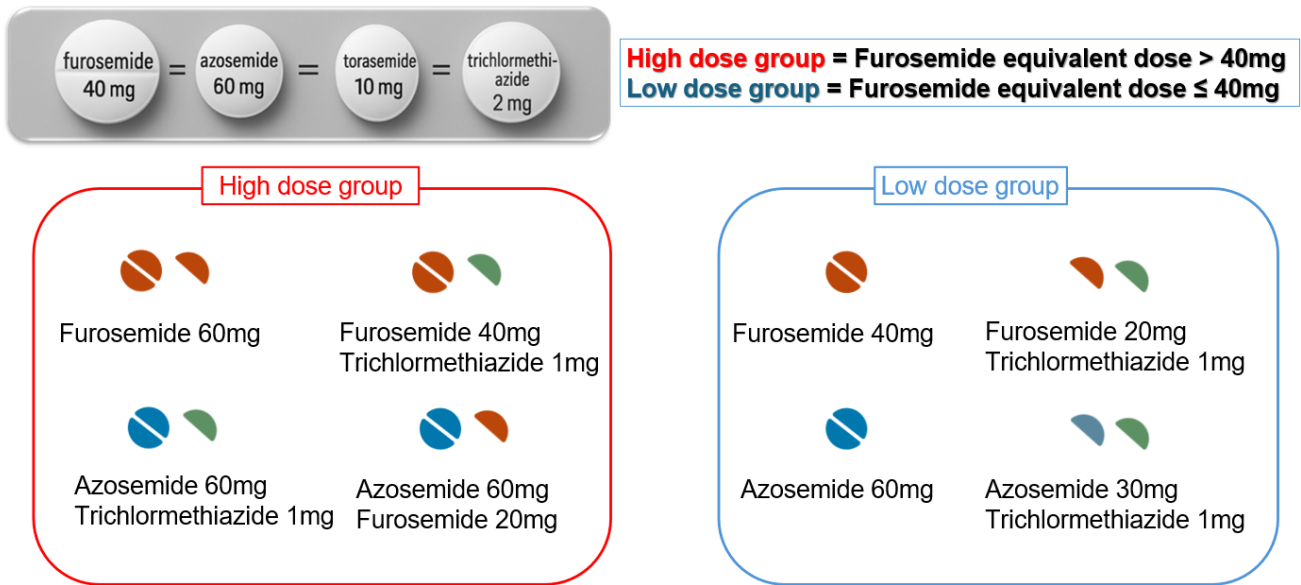 furosemide
40 mg
=
azosemide
60 mg
=
torasemide
10 mg
=
trichlormethi-
azide
2 mg
High dose group = Furosemide equivalent dose > 40mg
Low dose group = Furosemide equivalent dose ≤ 40mg
High dose group
Furosemide 60mg
Furosemide 40mg
Trichlormethiazide 1mg
Azosemide 60mg
Trichlormethiazide 1mg
Azosemide 60mg
Furosemide 20mg
Low dose group
Furosemide 40mg
Furosemide 20mg
Trichlormethiazide 1mg
Azosemide 60mg
Azosemide 30mg
Trichlormethiazide 1mg